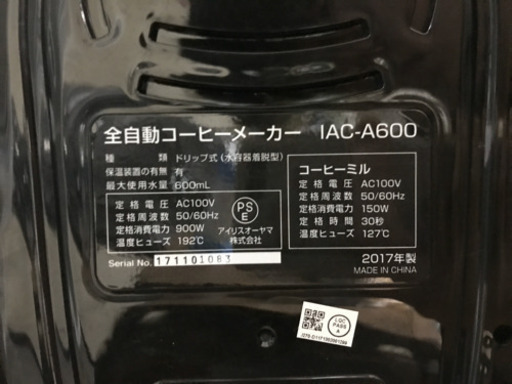 全自動コーヒーメーカー IAC-A600
種類 ドリップ式(水容器着脱型)
保温装置の有無 有
最大使用水量 600mL
定格電圧 AC100V
定格周波数 50/60Hz
定格消費電力 900W
温度ヒューズ 192℃
PS
E
アイリスオーヤマ
株式会社
コーヒーミル
定格電圧 AC100V
定格周波数 50/60Hz
定格消費電力 150W
定格時間 30秒
温度ヒューズ 127℃
Serial No. 171101083
2017年製
MADE IN CHINA
PASS
A